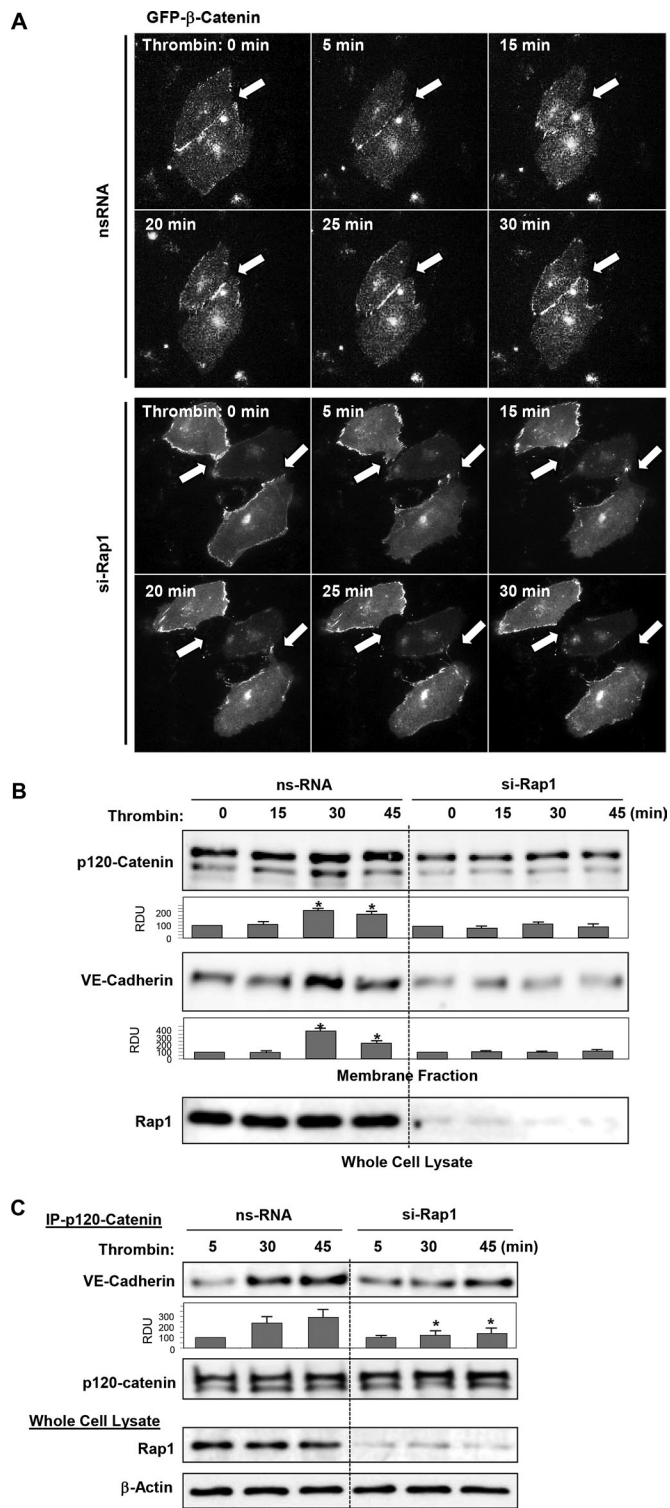 A
GFP-β-Catenin
Thrombin: 0 min 5 min 15 min
nsRNA
20 min 25 min 30 min
Thrombin: 0 min 5 min 15 min
si-Rap1
20 min 25 min 30 min
B
ns-RNA si-Rap1
Thrombin: 0 15 30 45 0 15 30 45 (min)
p120-Catenin
RDU 200 100 0 * *
VE-Cadherin
RDU 400 300 200 100 0 * *
Membrane Fraction
Rap1
Whole Cell Lysate
C
IP-p120-Catenin
ns-RNA si-Rap1
Thrombin: 5 30 45 5 30 45 (min)
VE-Cadherin
RDU 300 200 100 0 * *
p120-catenin
Whole Cell Lysate
Rap1
β-Actin